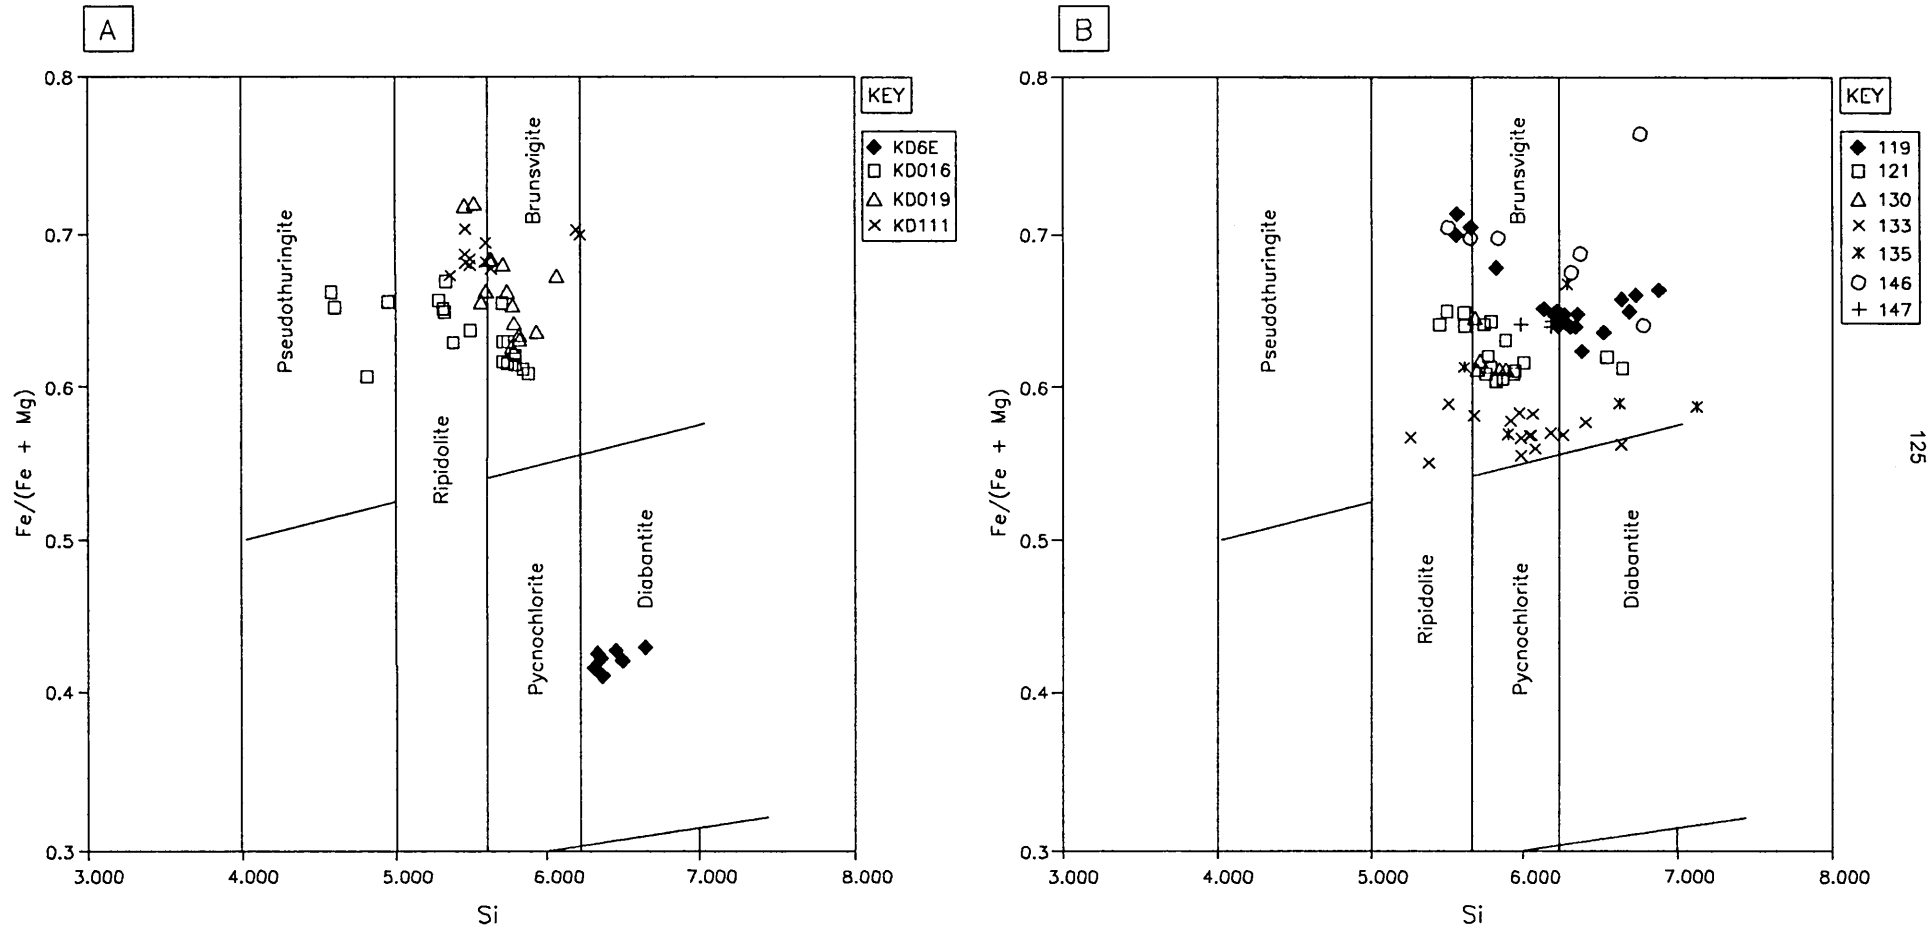 A
0.8
0.7
0.6
0.5
0.4
0.3
Fe/(Fe + Mg)
3.000
4.000
5.000
6.000
7.000
8.000
Si
Pseudothuringite
Ripidolite
Brunsvigite
Pycnochlorite
Diabantite
KEY
KD6E
KD016
KD019
KD111
B
0.8
0.7
0.6
0.5
0.4
0.3
Fe/(Fe + Mg)
3.000
4.000
5.000
6.000
7.000
8.000
Si
Pseudothuringite
Ripidolite
Brunsvigite
Pycnochlorite
Diabantite
KEY
119
121
130
133
135
146
147
125